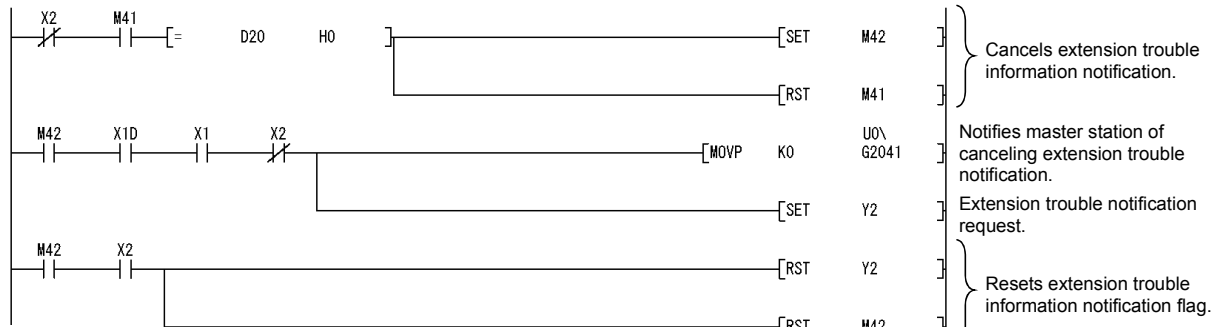 X2 M41
[= D20 H0 ] [SET M42 ]
Cancels extension trouble
information notification.
[RST M41 ]
M42 X1D X1 X2
[MOVP K0 U0\
G2041 ]
Notifies master station of
canceling extension trouble
notification.
[SET Y2 ]
Extension trouble notification
request.
M42 X2
[RST Y2 ]
Resets extension trouble
information notification flag.
[RST M42 ]